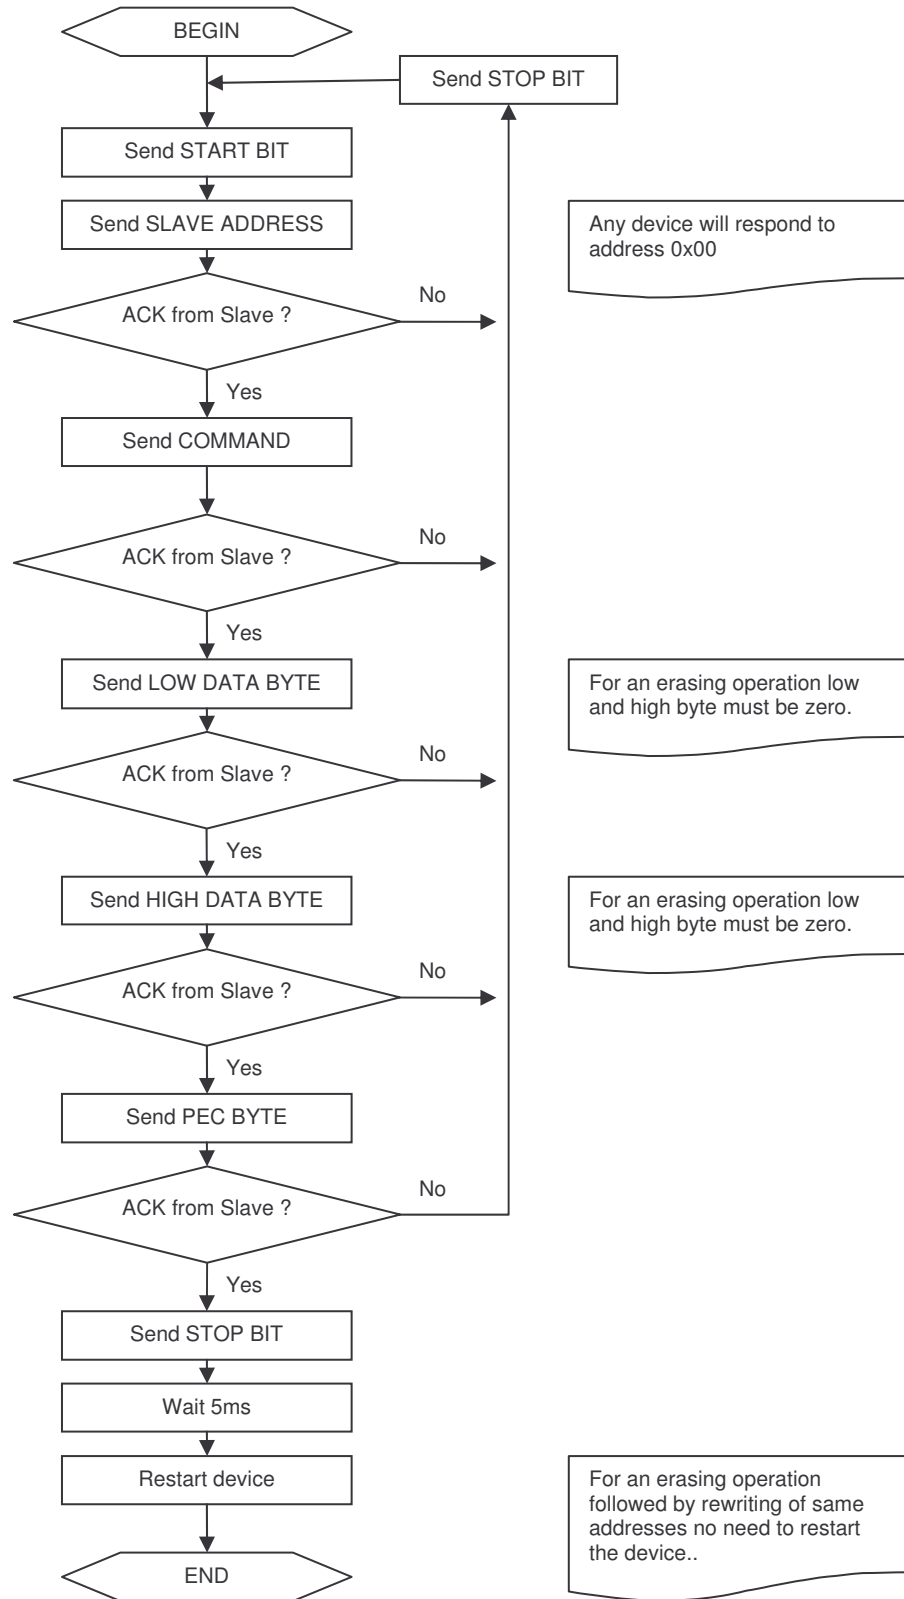 BEGIN
Send STOP BIT
Send START BIT
Send SLAVE ADDRESS
Any device will respond to
address 0x00
ACK from Slave ?
No
Yes
Send COMMAND
ACK from Slave ?
No
Yes
Send LOW DATA BYTE
For an erasing operation low
and high byte must be zero.
ACK from Slave ?
No
Yes
Send HIGH DATA BYTE
For an erasing operation low
and high byte must be zero.
ACK from Slave ?
No
Yes
Send PEC BYTE
ACK from Slave ?
No
Yes
Send STOP BIT
Wait 5ms
Restart device
For an erasing operation
followed by rewriting of same
addresses no need to restart
the device..
END